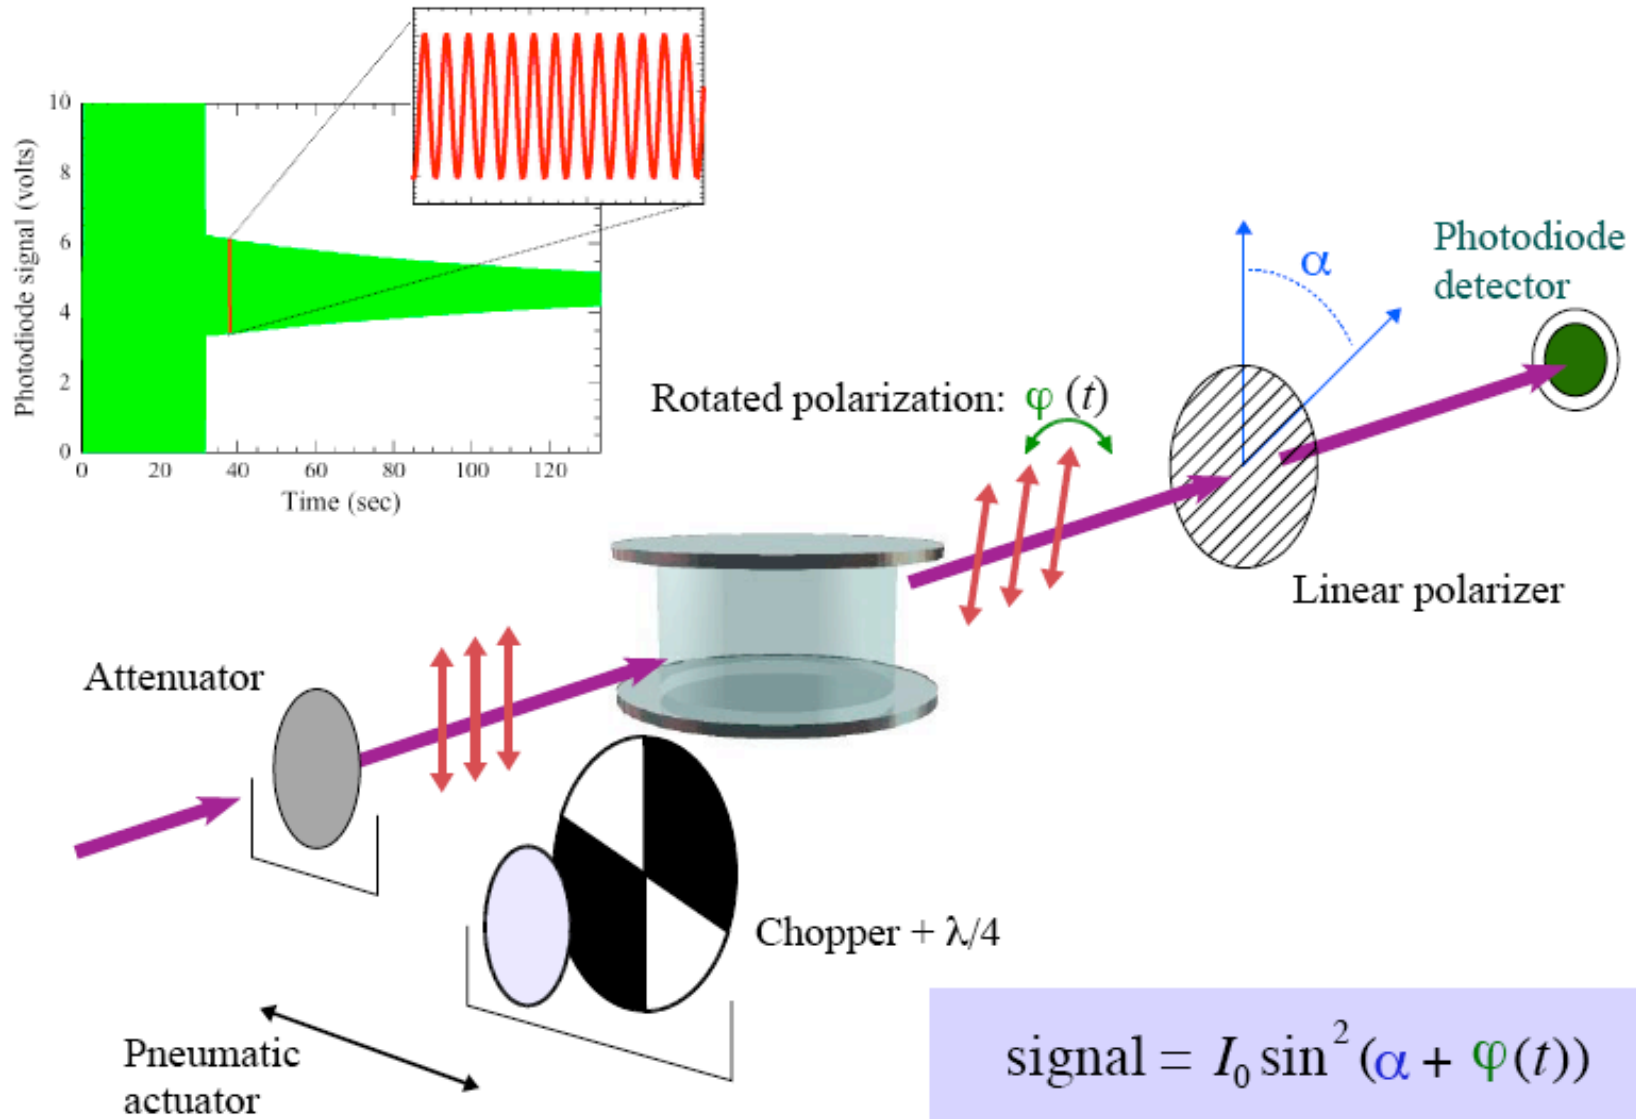 10
8
6
4
2
0
Photodiode signal (volts)
0 20 40 60 80 100 120
Time (sec)
α
Photodiode
detector
Rotated polarization: φ (t)
Linear polarizer
Attenuator
Chopper + λ/4
Pneumatic
actuator
signal = I₀ sin² (α + φ(t))